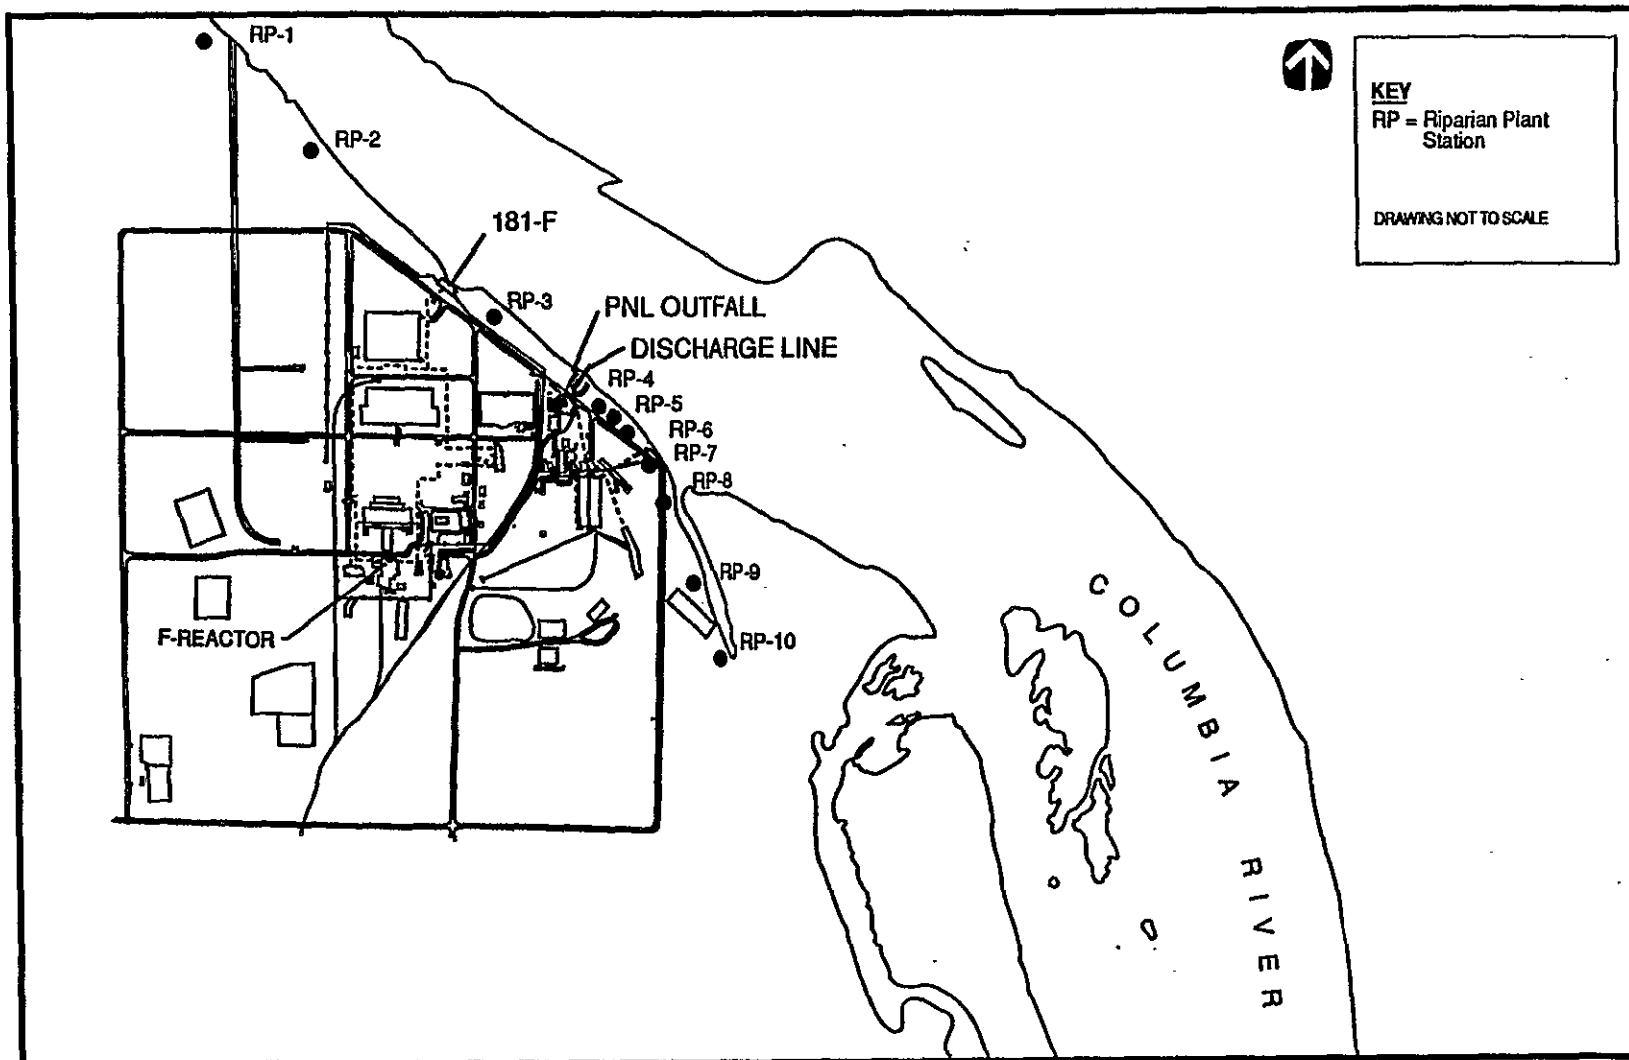 RP-1
KEY
RP = Riparian Plant
Station
DRAWING NOT TO SCALE
RP-2
181-F
RP-3
PNL OUTFALL
DISCHARGE LINE
RP-4
RP-5
RP-6
RP-7
RP-8
RP-9
RP-10
F-REACTOR
COLUMBIA RIVER